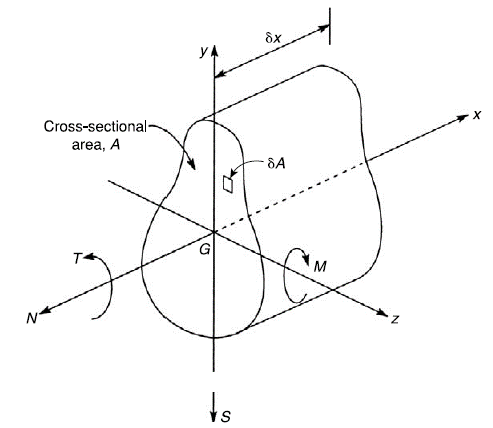 δx
y
x
Cross-sectional
area, A
δA
G
T
M
N
z
S